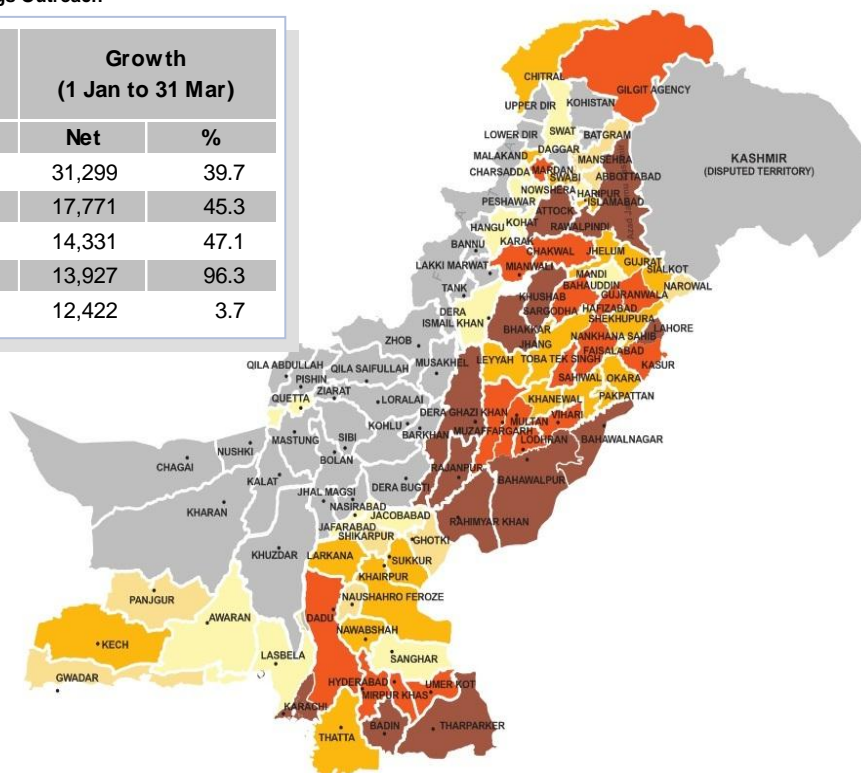 gs Outreach
Growth
(1 Jan to 31 Mar)
Net %
31,299 39.7
17,771 45.3
14,331 47.1
13,927 96.3
12,422 3.7
CHITRAL
GILGIT AGENCY
UPPER DIR
KOHISTAN
LOWER DIR
SWAT
BATGRAM
MALAKAND
DAGGAR
MANSEHRA
KASHMIR
(DISPUTED TERRITORY)
CHARSADDA
MARDAN
SWABI
ABBOTTABAD
NOWSHERA
HARIPUR
PESHAWAR
ISLAMABAD
ATTOCK
HANGU
KOHAT
RAWALPINDI
BANNU
KARAK
CHAKWAL
JHELUM
LAKKI MARWAT
MIANWALI
GUJRAT
SIALKOT
MANDI
BAHAUDDIN
NAROWAL
TANK
KHUSHAB
GUJRANWALA
DERA
ISMAIL KHAN
SARGODHA
HAFIZABAD
SHEKHUPURA
BHAKKAR
LAHORE
ZHOB
JHANG
NANKHANA SAHIB
QILA ABDULLAH
QILA SAIFULLAH
MUSAKHEL
LEYYAH
TOBA TEK SINGH
FAISALABAD
KASUR
PISHIN
ZIARAT
SAHIWAL
OKARA
QUETTA
LORALAI
KHANEWAL
PAKPATTAN
DERA GHAZI KHAN
MULTAN
VIHARI
KOHLU
MUZAFFARGARH
BARKHAN
LODHRAN
BAHAWALNAGAR
MASTUNG
SIBI
NUSHKI
BOLAN
CHAGAI
RAJANPUR
BAHAWALPUR
KALAT
JHAL MAGSI
DERA BUGTI
KHARAN
NASIRABAD
JACOBABAD
RAHIMYAR KHAN
JAFARABAD
SHIKARPUR
GHOTKI
KHUZDAR
LARKANA
SUKKUR
KHAIRPUR
PANJGUR
NAUSHAHRO FEROZE
AWARAN
DADU
NAWABSHAH
KECH
LASBELA
SANGHAR
GWADAR
HYDERABAD
UMER KOT
MIRPUR KHAS
KARACHI
BADIN
THARPARKER
THATTA